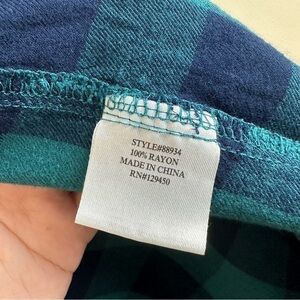 STYLE#88934
100% RAYON
MADE IN CHINA
RN#129450